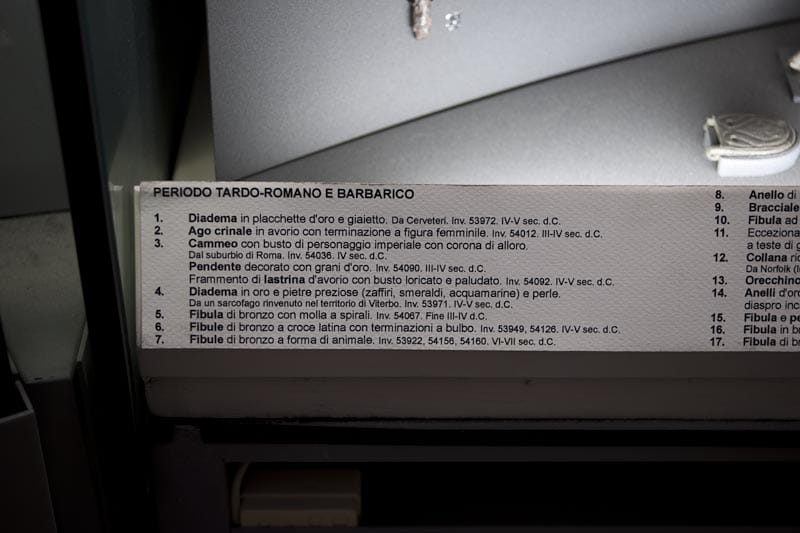 PERIODO TARDO-ROMANO E BARBARICO
1. Diadema in placchette d'oro e giaietto. Da Cerveteri. Inv. 53972. IV-V sec. d.C.
2. Ago crinale in avorio con terminazione a figura femminile. Inv. 54012. III-IV sec. d.C.
3. Cammeo con busto di personaggio imperiale con corona di alloro.
Dal suburbio di Roma. Inv. 54036. IV sec. d.C.
Pendente decorato con grani d'oro. Inv. 54090. III-IV sec. d.C.
Frammento di lastrina d'avorio con busto loricato e paludato. Inv. 54092. IV-V sec. d.C.
4. Diadema in oro e pietre preziose (zaffiri, smeraldi, acquamarine) e perle.
Da un sarcofago rinvenuto nel territorio di Viterbo. Inv. 53971. IV-V sec. d.C.
5. Fibula di bronzo con molla a spirali. Inv. 54067. Fine III-IV d.C.
6. Fibule di bronzo a croce latina con terminazioni a bulbo. Inv. 53949, 54126. IV-V sec. d.C.
7. Fibule di bronzo a forma di animale. Inv. 53922, 54156, 54160. VI-VII sec. d.C.
8. Anello di
9. Bracciale
10. Fibula ad
11. Ecceziona
a teste di g
12. Collana ric
Da Norfolk (In
13. Orecchino
14. Anelli d'oro
diaspro inc
15. Fibula e pe
16. Fibula in br
17. Fibula di br